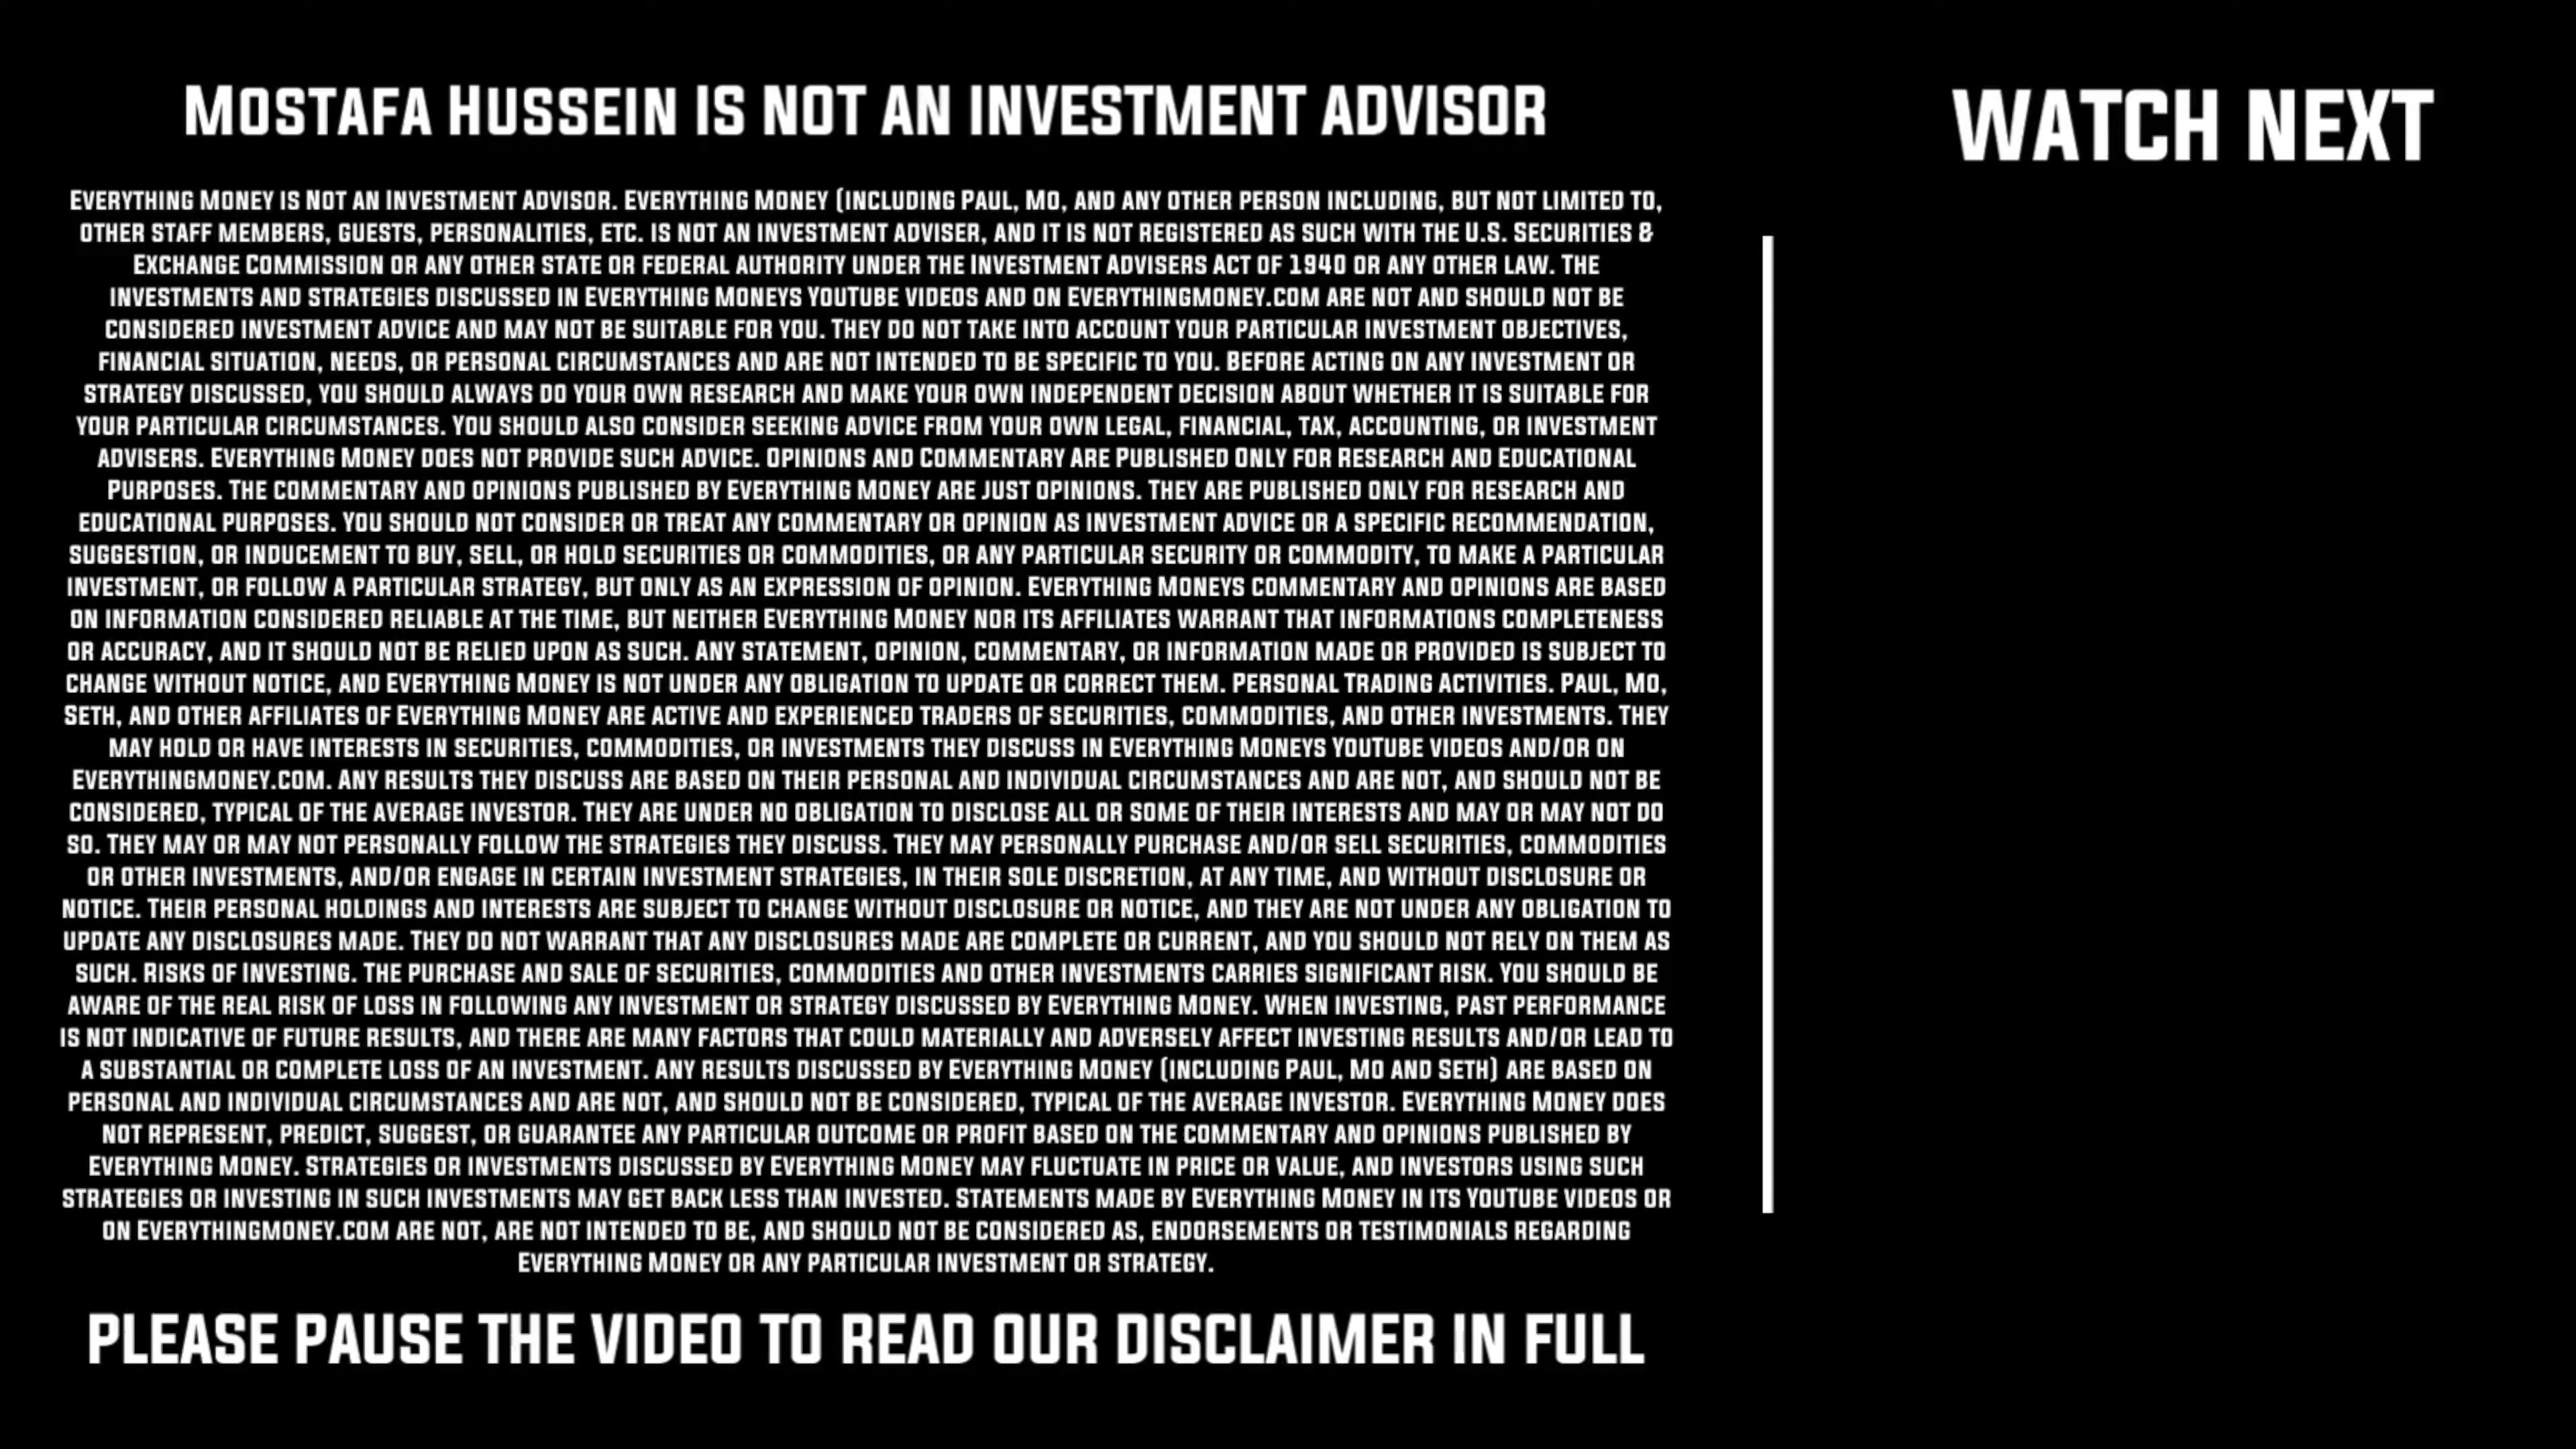 Mostafa Hussein IS NOT AN INVESTMENT ADVISOR
WATCH NEXT
Everything Money is Not an Investment Advisor. Everything Money (including Paul, Mo, and any other person including, but not limited to,
other staff members, guests, personalities, etc. is not an investment adviser, and it is not registered as such with the U.S. Securities &
Exchange Commission or any other state or federal authority under the Investment Advisers Act of 1940 or any other law. The
investments and strategies discussed in Everything Moneys YouTube videos and on Everythingmoney.com are not and should not be
considered investment advice and may not be suitable for you. They do not take into account your particular investment objectives,
financial situation, needs, or personal circumstances and are not intended to be specific to you. Before acting on any investment or
strategy discussed, you should always do your own research and make your own independent decision about whether it is suitable for
your particular circumstances. You should also consider seeking advice from your own legal, financial, tax, accounting, or investment
advisers. Everything Money does not provide such advice. Opinions and Commentary Are Published Only for Research and Educational
Purposes. The commentary and opinions published by Everything Money are just opinions. They are published only for research and
educational purposes. You should not consider or treat any commentary or opinion as investment advice or a specific recommendation,
suggestion, or inducement to buy, sell, or hold securities or commodities, or any particular security or commodity, to make a particular
investment, or follow a particular strategy, but only as an expression of opinion. Everything Moneys commentary and opinions are based
on information considered reliable at the time, but neither Everything Money nor its affiliates warrant that informations completeness
or accuracy, and it should not be relied upon as such. Any statement, opinion, commentary, or information made or provided is subject to
change without notice, and Everything Money is not under any obligation to update or correct them. Personal Trading Activities. Paul, Mo,
Seth, and other affiliates of Everything Money are active and experienced traders of securities, commodities, and other investments. They
may hold or have interests in securities, commodities, or investments they discuss in Everything Moneys YouTube videos and/or on
Everythingmoney.com. Any results they discuss are based on their personal and individual circumstances and are not, and should not be
considered, typical of the average investor. They are under no obligation to disclose all or some of their interests and may or may not do
so. They may or may not personally follow the strategies they discuss. They may personally purchase and/or sell securities, commodities
or other investments, and/or engage in certain investment strategies, in their sole discretion, at any time, and without disclosure or
notice. Their personal holdings and interests are subject to change without disclosure or notice, and they are not under any obligation to
update any disclosures made. They do not warrant that any disclosures made are complete or current, and you should not rely on them as
such. Risks of Investing. The purchase and sale of securities, commodities and other investments carries significant risk. You should be
aware of the real risk of loss in following any investment or strategy discussed by Everything Money. When investing, past performance
is not indicative of future results, and there are many factors that could materially and adversely affect investing results and/or lead to
a substantial or complete loss of an investment. Any results discussed by Everything Money (including Paul, Mo and Seth) are based on
personal and individual circumstances and are not, and should not be considered, typical of the average investor. Everything Money does
not represent, predict, suggest, or guarantee any particular outcome or profit based on the commentary and opinions published by
Everything Money. Strategies or investments discussed by Everything Money may fluctuate in price or value, and investors using such
strategies or investing in such investments may get back less than invested. Statements made by Everything Money in its YouTube videos or
on Everythingmoney.com are not, are not intended to be, and should not be considered as, endorsements or testimonials regarding
Everything Money or any particular investment or strategy.
PLEASE PAUSE THE VIDEO TO READ OUR DISCLAIMER IN FULL